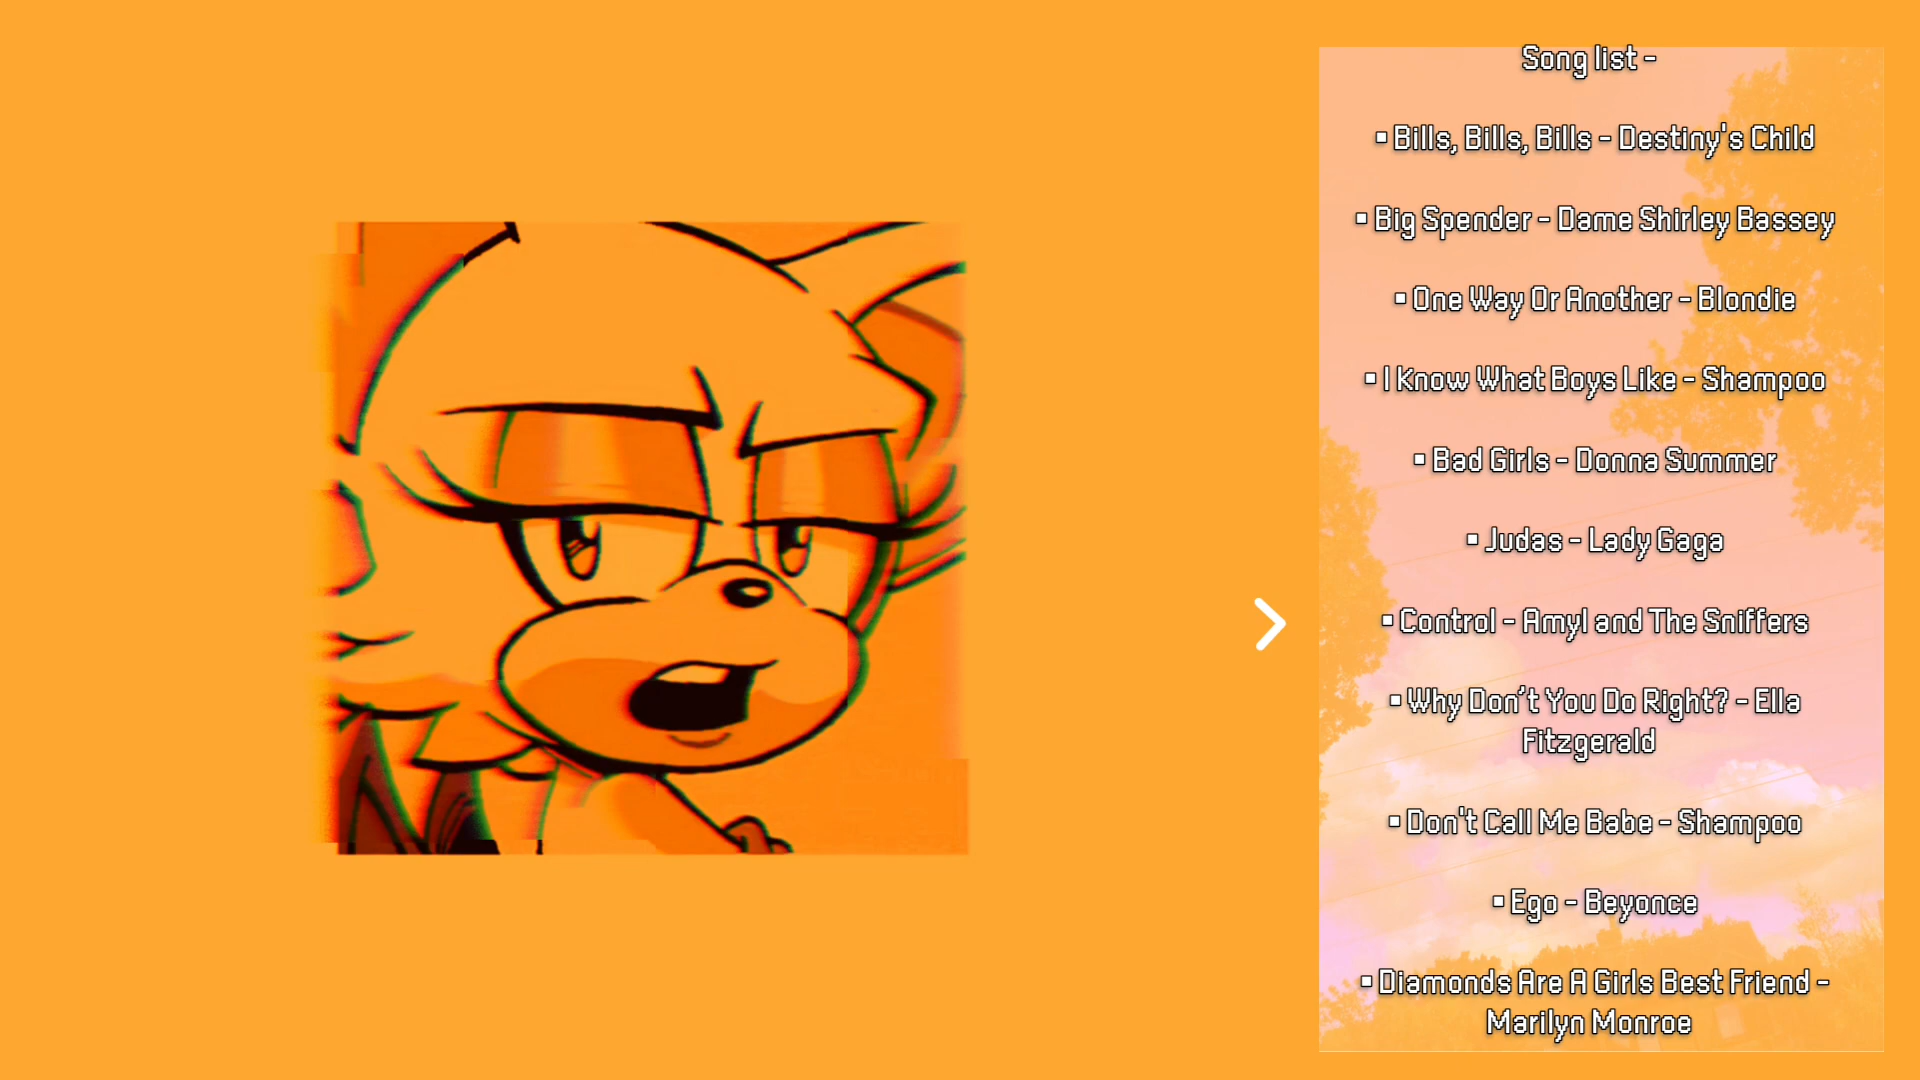 Song list -
▪ Bills, Bills, Bills - Destiny's Child
▪ Big Spender - Dame Shirley Bassey
▪ One Way Or Another - Blondie
▪ I Know What Boys Like - Shampoo
▪ Bad Girls - Donna Summer
▪ Judas - Lady Gaga
▪ Control - Amyl and The Sniffers
▪ Why Don’t You Do Right? - Ella
Fitzgerald
▪ Don't Call Me Babe - Shampoo
▪ Ego - Beyonce
▪ Diamonds Are A Girls Best Friend -
Marilyn Monroe